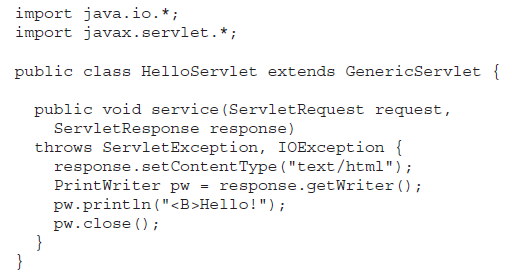 import java.io.*;
import javax.servlet.*;

public class HelloServlet extends GenericServlet {

  public void service(ServletRequest request,
    ServletResponse response)
  throws ServletException, IOException {
    response.setContentType("text/html");
    PrintWriter pw = response.getWriter();
    pw.println("<B>Hello!");
    pw.close();
  }
}